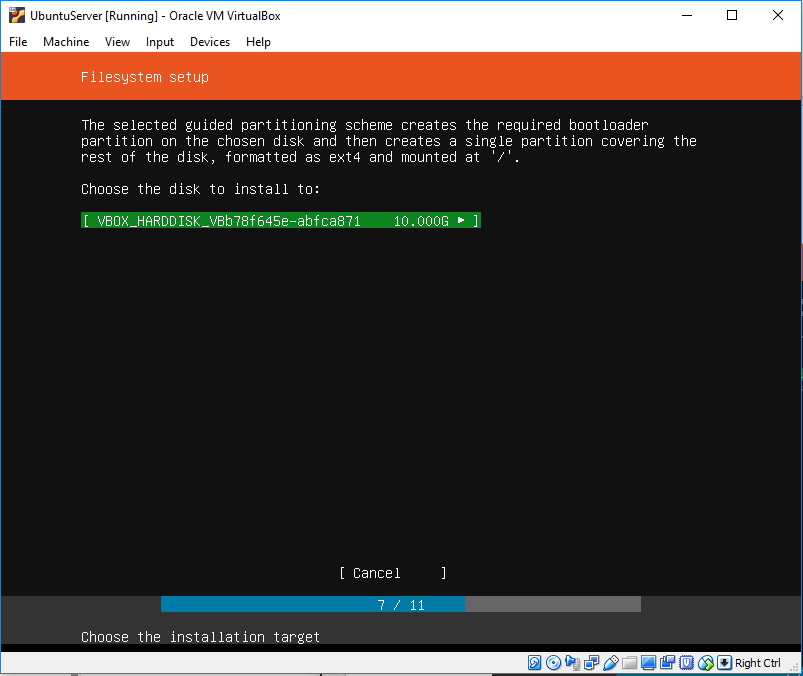 UbuntuServer [Running] - Oracle VM VirtualBox
File Machine View Input Devices Help
Filesystem setup
The selected guided partitioning scheme creates the required bootloader
partition on the chosen disk and then creates a single partition covering the
rest of the disk, formatted as ext4 and mounted at '/'.
Choose the disk to install to:
[ VBOX_HARDDISK_VBb78f645e-abfca871 10.000G ▸ ]
[ Cancel ]
7 / 11
Choose the installation target
Right Ctrl